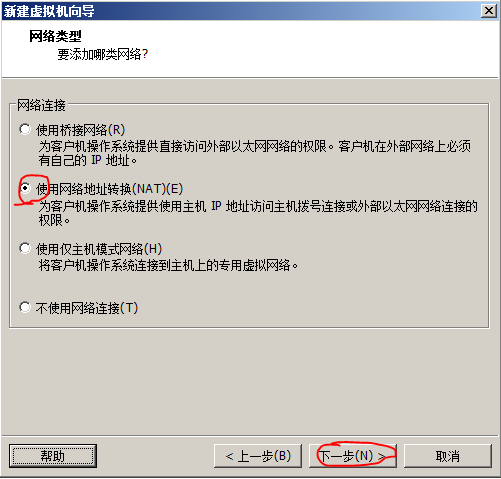 新建虚拟机向导
网络类型
要添加哪类网络?
网络连接
使用桥接网络(R)
为客户机操作系统提供直接访问外部以太网网络的权限。客户机在外部网络上必须
有自己的 IP 地址。
使用网络地址转换(NAT)(E)
为客户机操作系统提供使用主机 IP 地址访问主机拨号连接或外部以太网网络连接的
权限。
使用仅主机模式网络(H)
将客户机操作系统连接到主机上的专用虚拟网络。
不使用网络连接(T)
帮助
< 上一步(B)
下一步(N) >
取消